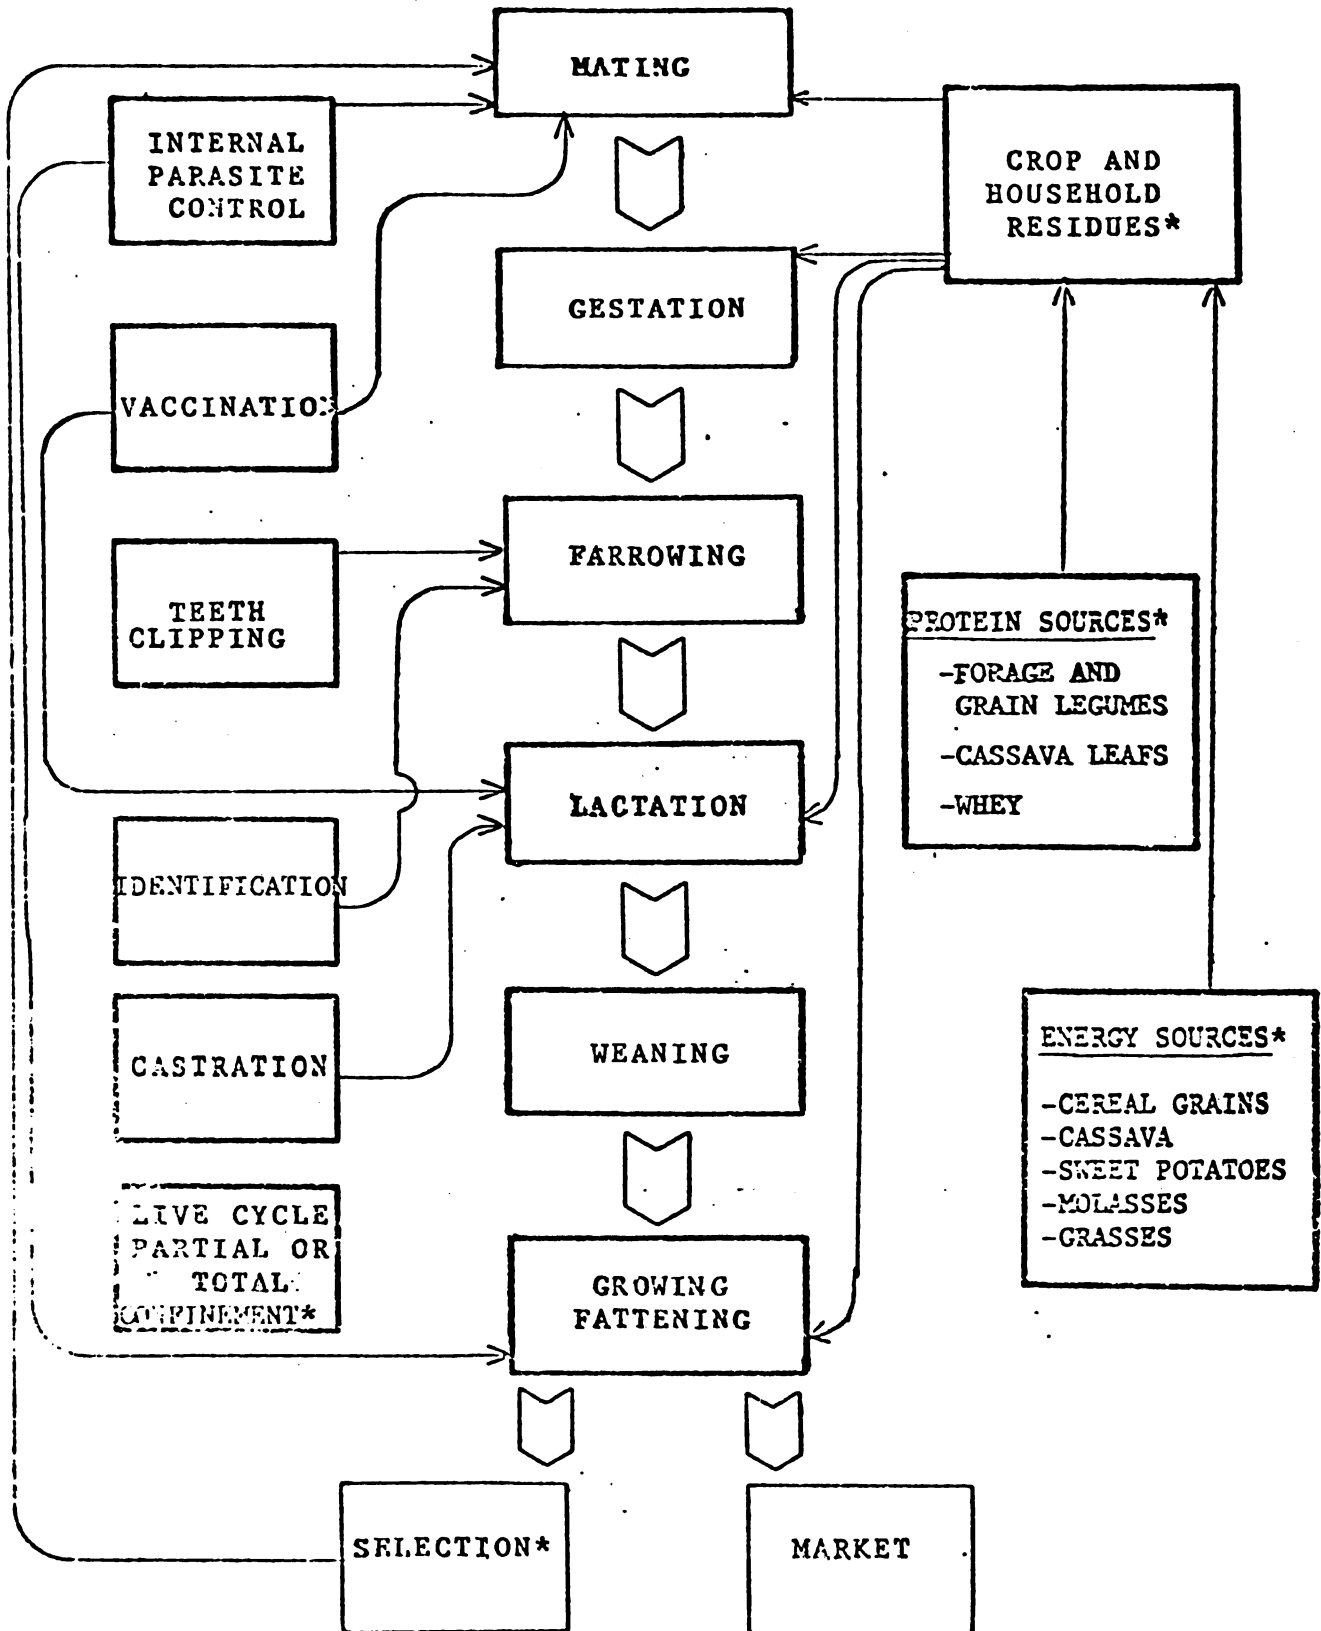 MATING
INTERNAL
PARASITE
CONTROL
CROP AND
HOUSEHOLD
RESIDUES*
GESTATION
VACCINATION
FARROWING
TEETH
CLIPPING
PROTEIN SOURCES*
-FORAGE AND
GRAIN LEGUMES
-CASSAVA LEAFS
-WHEY
LACTATION
IDENTIFICATION
WEANING
CASTRATION
ENERGY SOURCES*
-CEREAL GRAINS
-CASSAVA
-SWEET POTATOES
-MOLASSES
-GRASSES
LIVE CYCLE
PARTIAL OR
TOTAL
CONFINEMENT*
GROWING
FATTENING
SELECTION*
MARKET